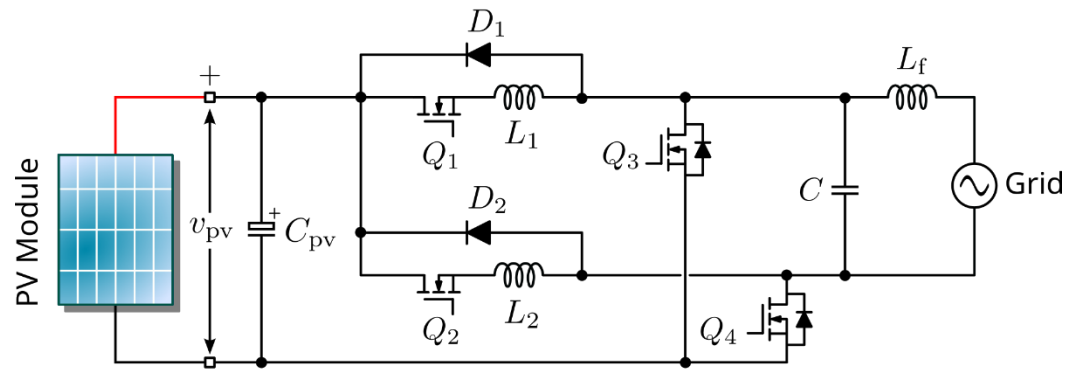 D1
Lf
+
Q1
L1
Q3
PV Module
vpv
+
Cpv
D2
C
Grid
Q2
L2
Q4